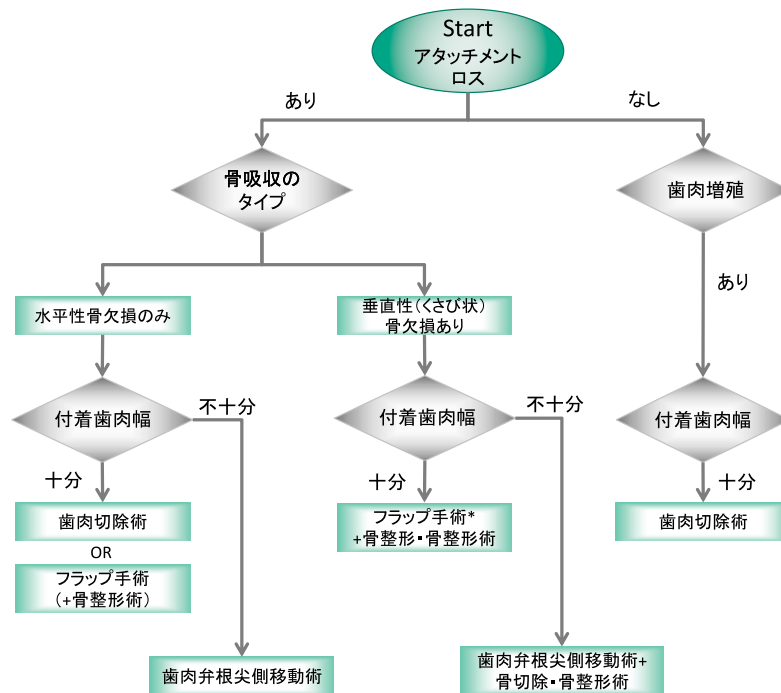 Start
アタッチメント
ロス
あり
なし
骨吸収の
タイプ
歯肉増殖
あり
水平性骨欠損のみ
垂直性(くさび状)
骨欠損あり
付着歯肉幅
不十分
付着歯肉幅
不十分
付着歯肉幅
十分
十分
十分
歯肉切除術
OR
フラップ手術
(+骨整形術)
フラップ手術*
+骨整形・骨整形術
歯肉切除術
歯肉弁根尖側移動術
歯肉弁根尖側移動術+
骨切除・骨整形術